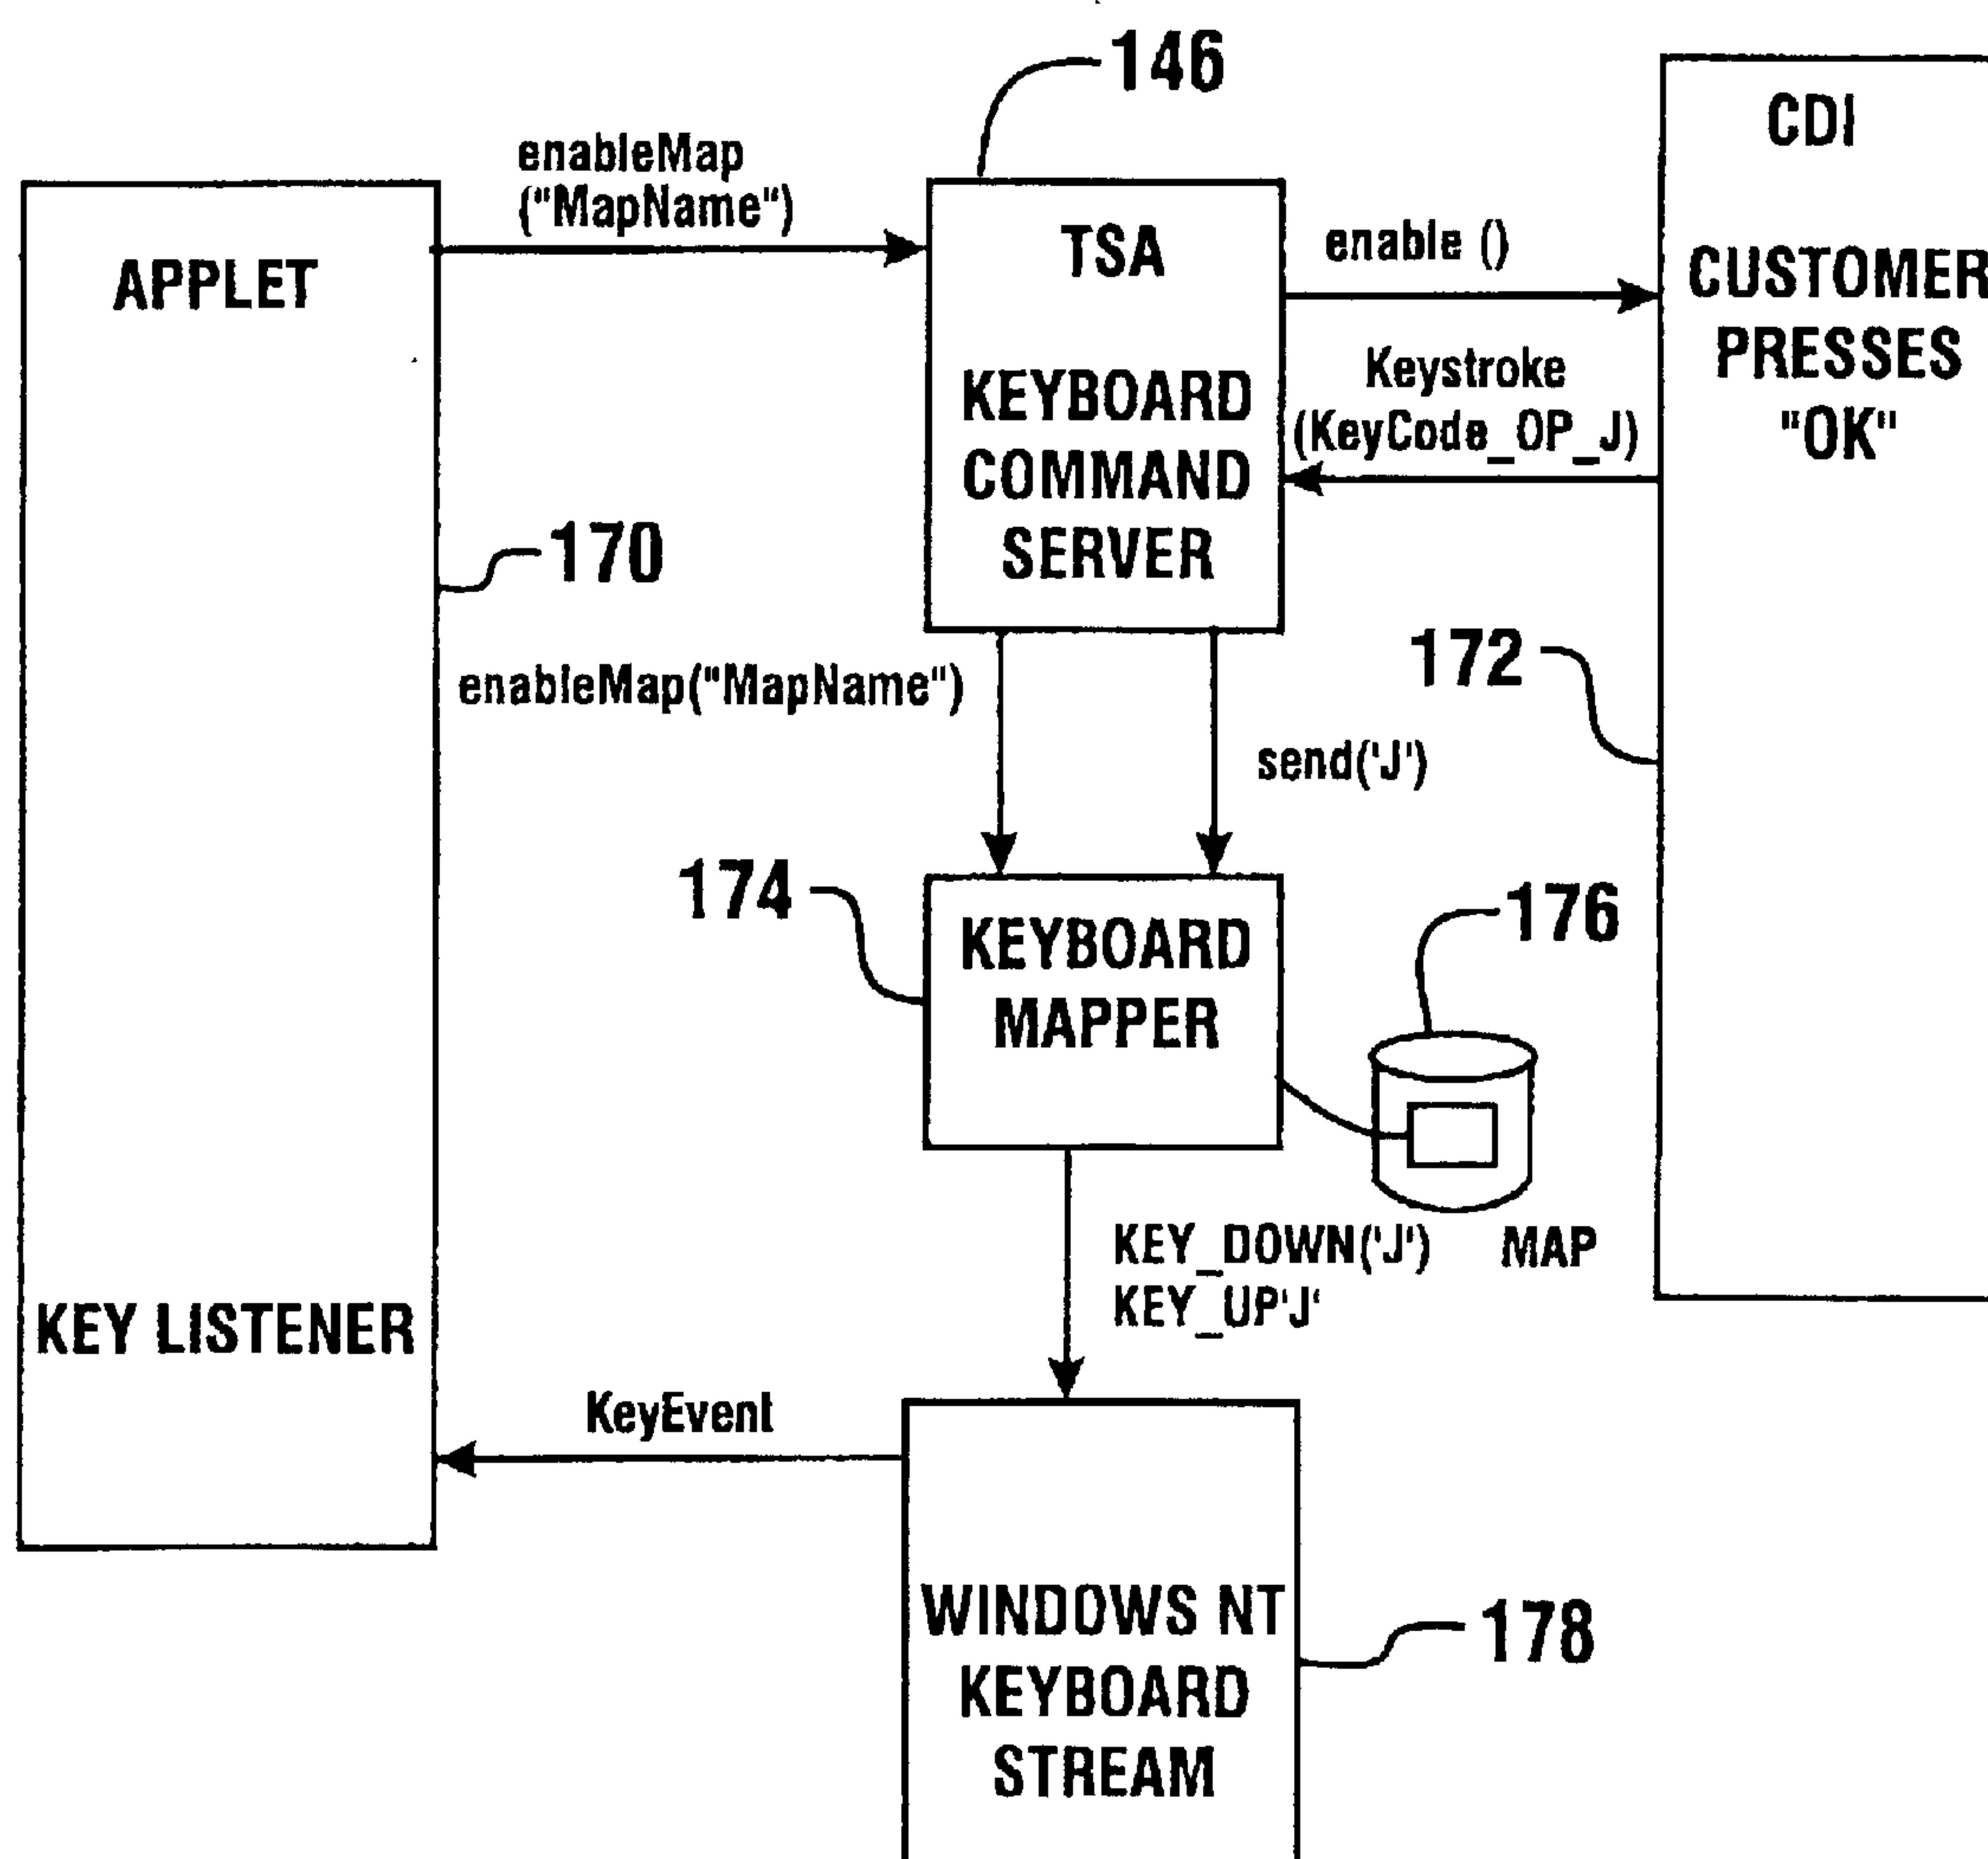 146
CDI
enableMap
("MapName")
APPLET
TSA
enable ()
CUSTOMER
PRESSES
"OK"
Keystroke
(KeyCode_OP_J)
KEYBOARD
COMMAND
SERVER
170
172
enableMap("MapName")
send('J')
174
KEYBOARD
MAPPER
176
KEY_DOWN('J')
KEY_UP'J'
MAP
KEY LISTENER
KeyEvent
WINDOWS NT
KEYBOARD
STREAM
178